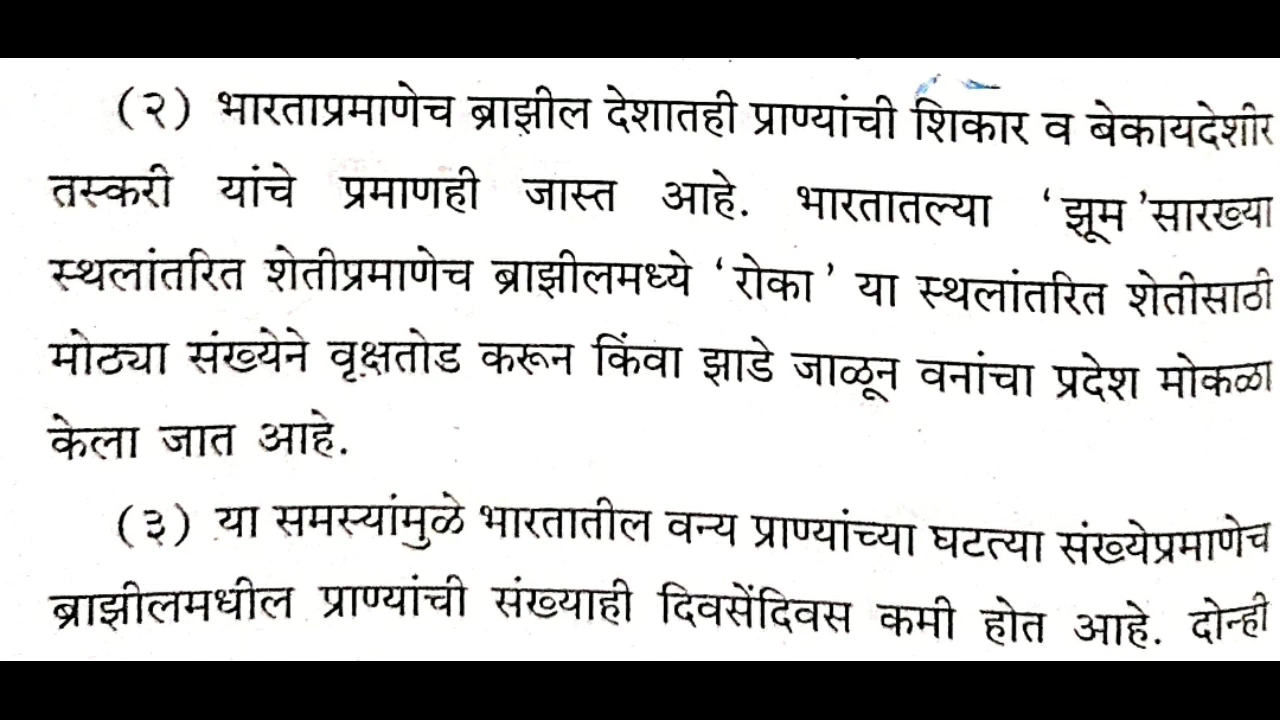 (२) भारताप्रमाणेच ब्राझील देशातही प्राण्यांची शिकार व बेकायदेशीर
तस्करी यांचे प्रमाणही जास्त आहे. भारतातल्या 'झूम'सारख्या
स्थलांतरित शेतीप्रमाणेच ब्राझीलमध्ये 'रोका' या स्थलांतरित शेतीसाठी
मोठ्या संख्येने वृक्षतोड करून किंवा झाडे जाळून वनांचा प्रदेश मोकळा
केला जात आहे.
(३) या समस्यांमुळे भारतातील वन्य प्राण्यांच्या घटत्या संख्येप्रमाणेच
ब्राझीलमधील प्राण्यांची संख्याही दिवसेंदिवस कमी होत आहे. दोन्ही